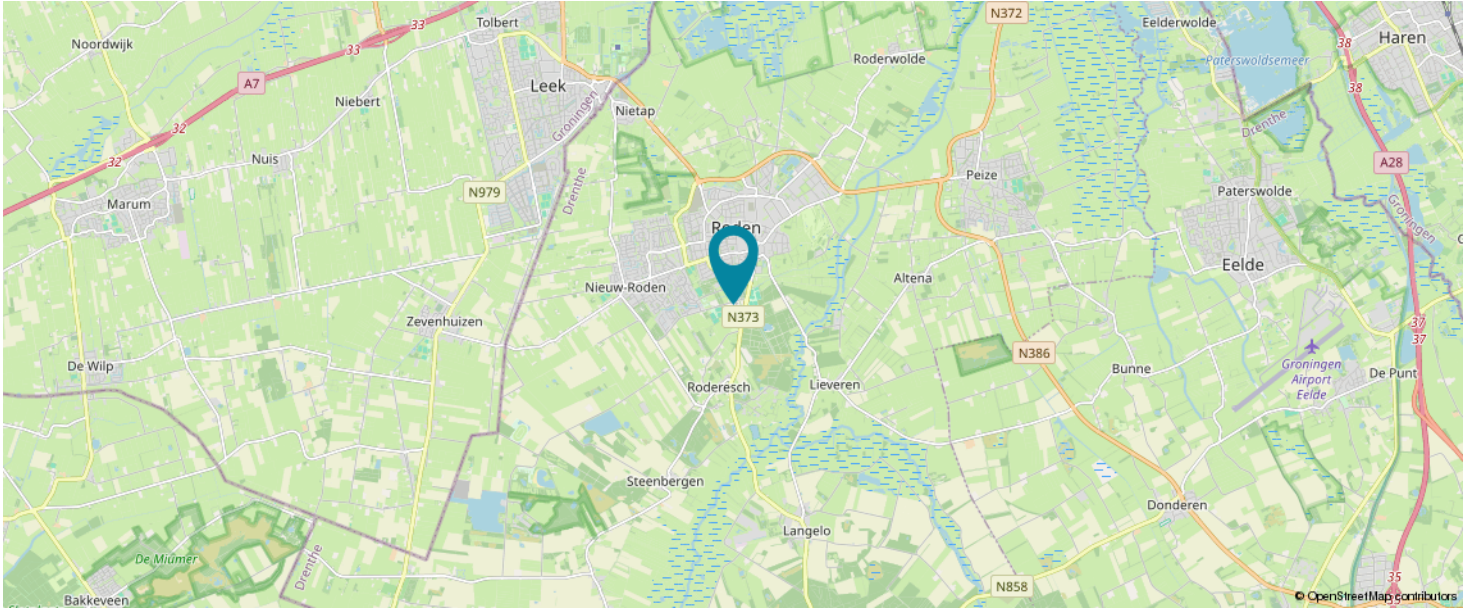 Tolbert
N372
Eelderwolde
Haren
Noordwijk
33
33
38
Roderwolde
Paterswoldsemeer
A7
Leek
38
Niebert
Groningen
Nietap
Drenthe
32
32
Nuis
A28
Peize
N979
Drenthe
Paterswolde
Marum
Groningen
Roden
Eelde
Altena
Nieuw-Roden
N373
Zevenhuizen
37
37
N386
Groningen
Airport
Eelde
De Wilp
Bunne
De Punt
Roderesch
Lieveren
Steenbergen
Donderen
Langelo
De Miumer
Drenthe
35
N858
Bakkeveen
35
© OpenStreetMap contributors